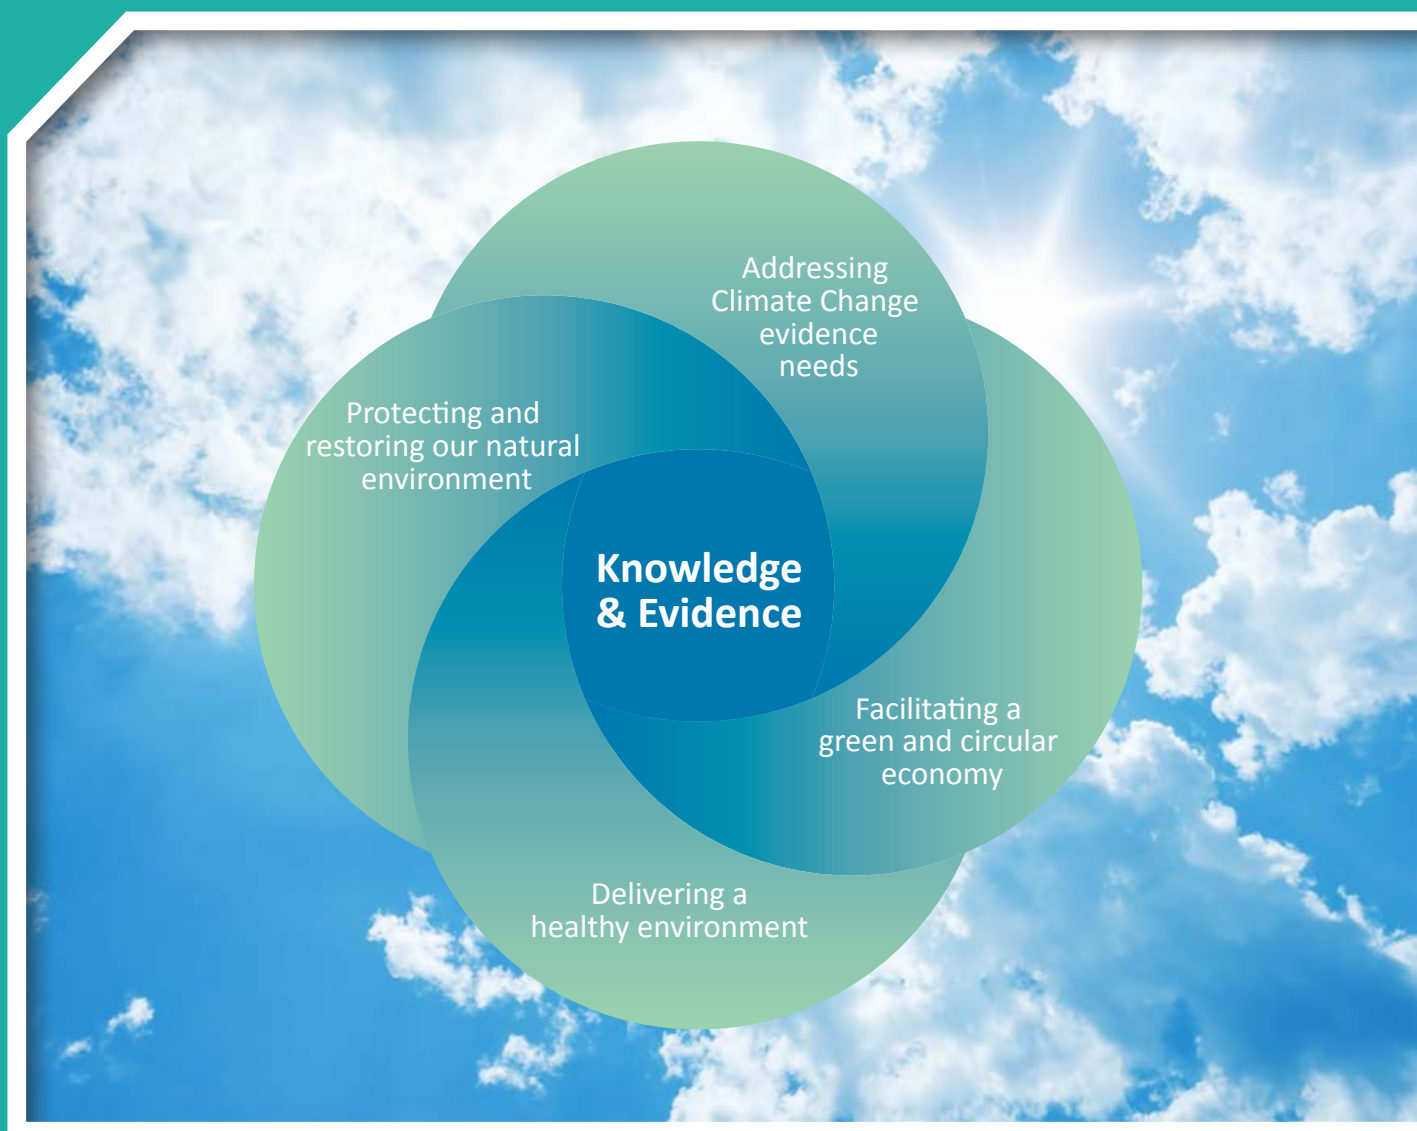 Addressing
Climate Change
evidence
needs
Protecting and
restoring our natural
environment
Knowledge
& Evidence
Facilitating a
green and circular
economy
Delivering a
healthy environment